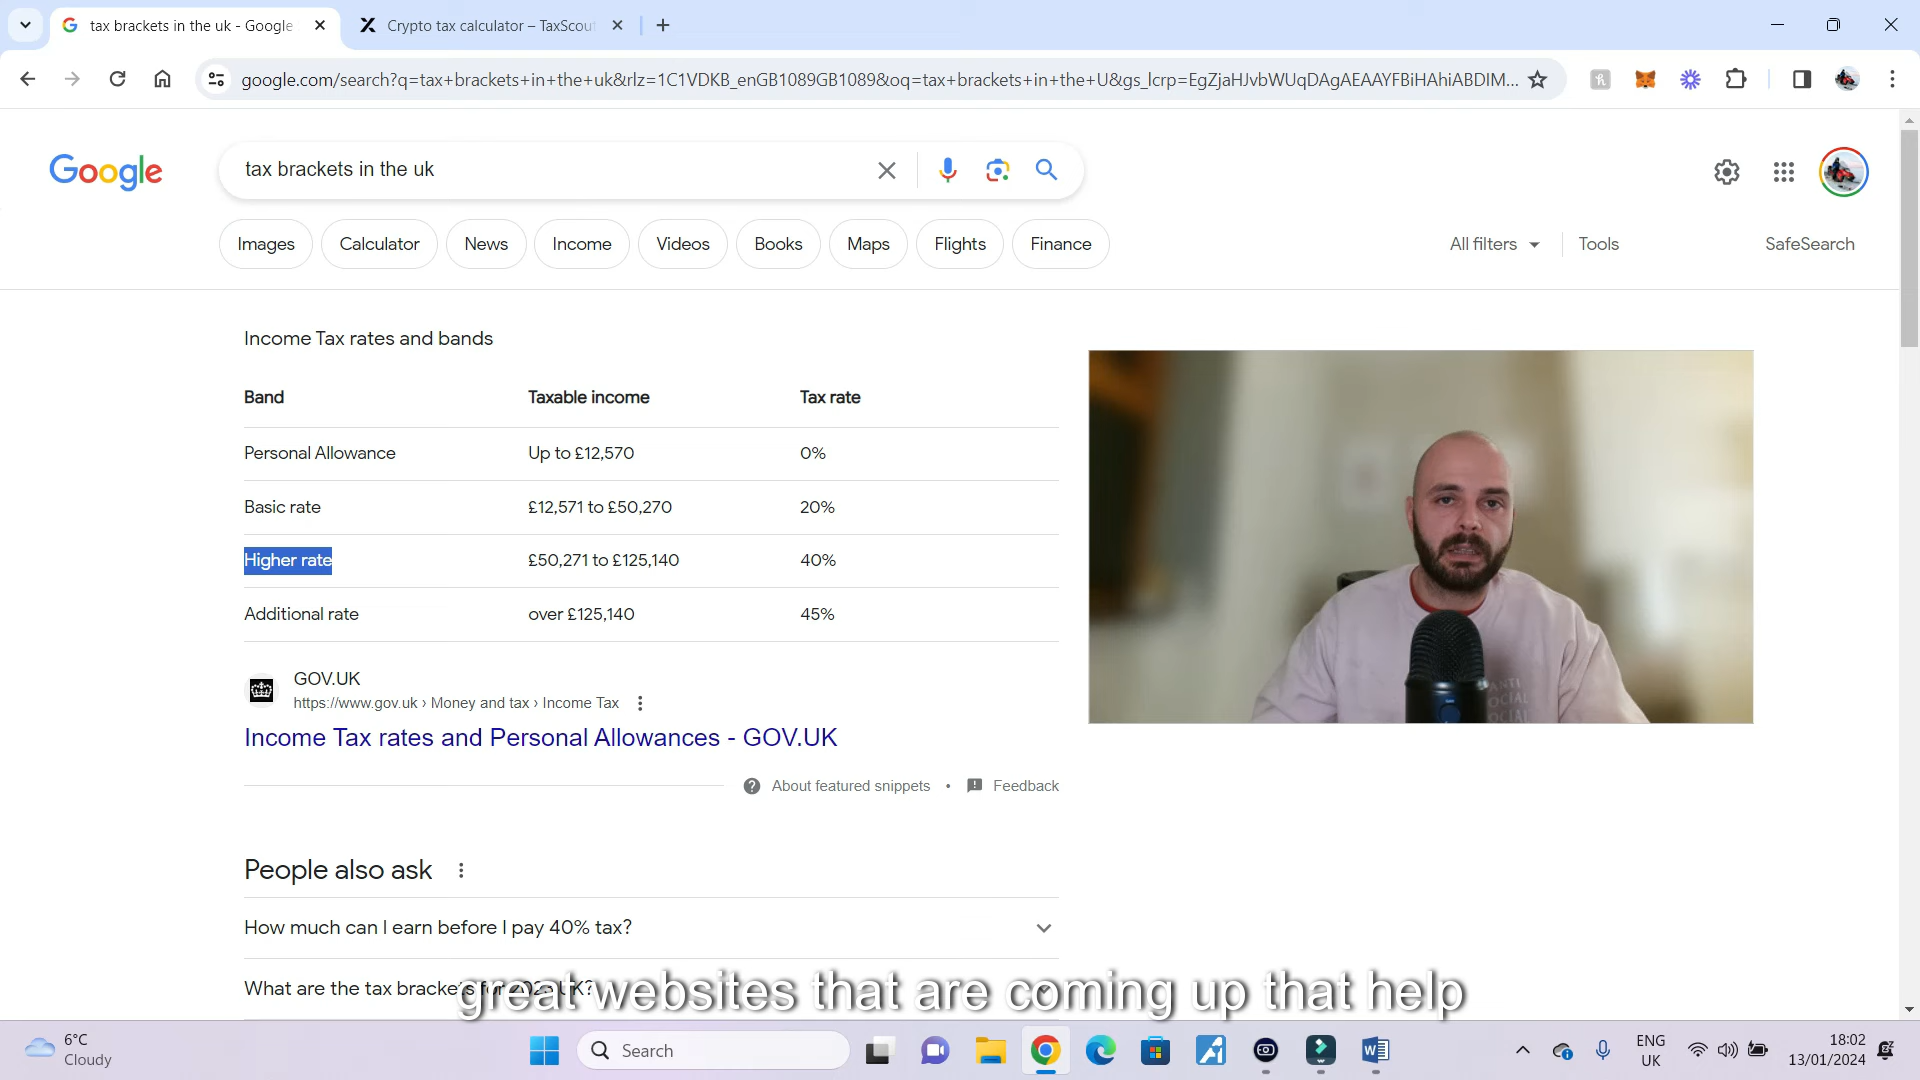 tax brackets in the uk - Google
Crypto tax calculator – TaxScout
google.com/search?q=tax+brackets+in+the+uk&rlz=1C1VDKB_enGB1089GB1089&oq=tax+brackets+in+the+U&gs_lcrp=EgZjaHJvbWUqDAgAEAAYFBiHAhiABDIM...
Google
tax brackets in the uk
Images
Calculator
News
Income
Videos
Books
Maps
Flights
Finance
All filters
Tools
SafeSearch
Income Tax rates and bands
Band Taxable income Tax rate
Personal Allowance Up to £12,570 0%
Basic rate £12,571 to £50,270 20%
Higher rate £50,271 to £125,140 40%
Additional rate over £125,140 45%
GOV.UK
https://www.gov.uk › Money and tax › Income Tax
Income Tax rates and Personal Allowances - GOV.UK
About featured snippets • Feedback
People also ask
How much can I earn before I pay 40% tax?
What are the tax brackets for 2023 UK?
great websites that are coming up that help
6°C
Cloudy
Search
ENG
UK
18:02
13/01/2024